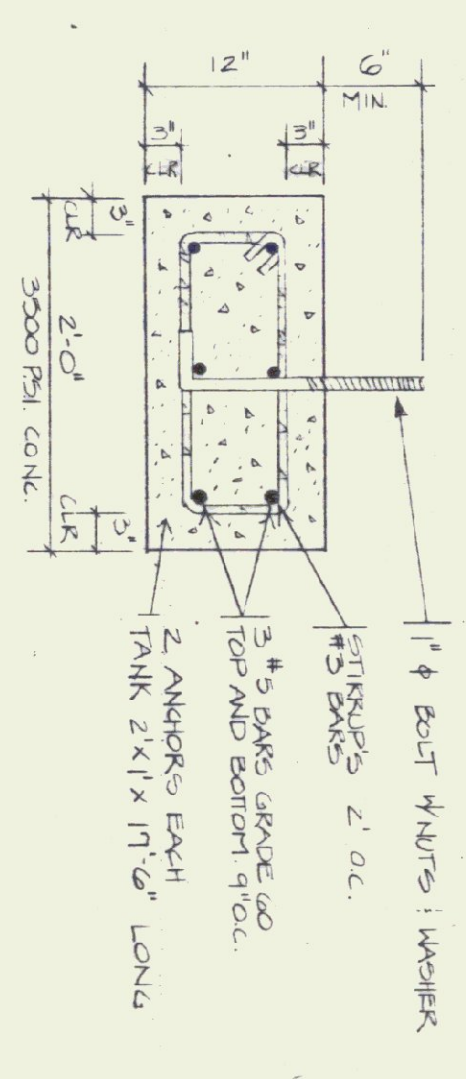 12"
6"
MIN.
3"
CLR
3"
CLR
3"
CLR
2'-0"
CLR
3"
3500 P.S.I. CONC.
1" ϕ BOLT W/NUTS & WASHER
STIRRUP'S 2' O.C.
#3 BARS
3 #5 BARS GRADE 60
TOP AND BOTTOM. 9" O.C.
2, ANCHORS EACH
TANK 2'X1'X 17'-6" LONG